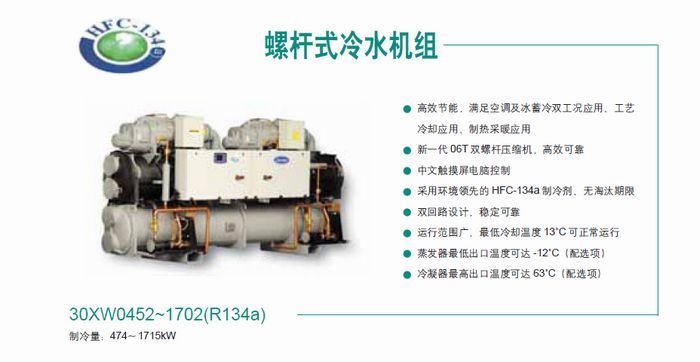 HFC-134a
螺杆式冷水机组
高效节能、满足空调及冰蓄冷双工况应用、工艺
冷却应用、制热采暖应用
新一代 06T 双螺杆压缩机，高效可靠
中文触摸屏电脑控制
采用环境领先的 HFC-134a 制冷剂、无淘汰期限
双回路设计，稳定可靠
运行范围广、最低冷却温度 13°C 可正常运行
蒸发器最低出口温度可达 -12°C（配选项）
冷凝器最高出口温度可达 63°C（配选项）
30XW0452~1702(R134a)
制冷量：474～1715kW